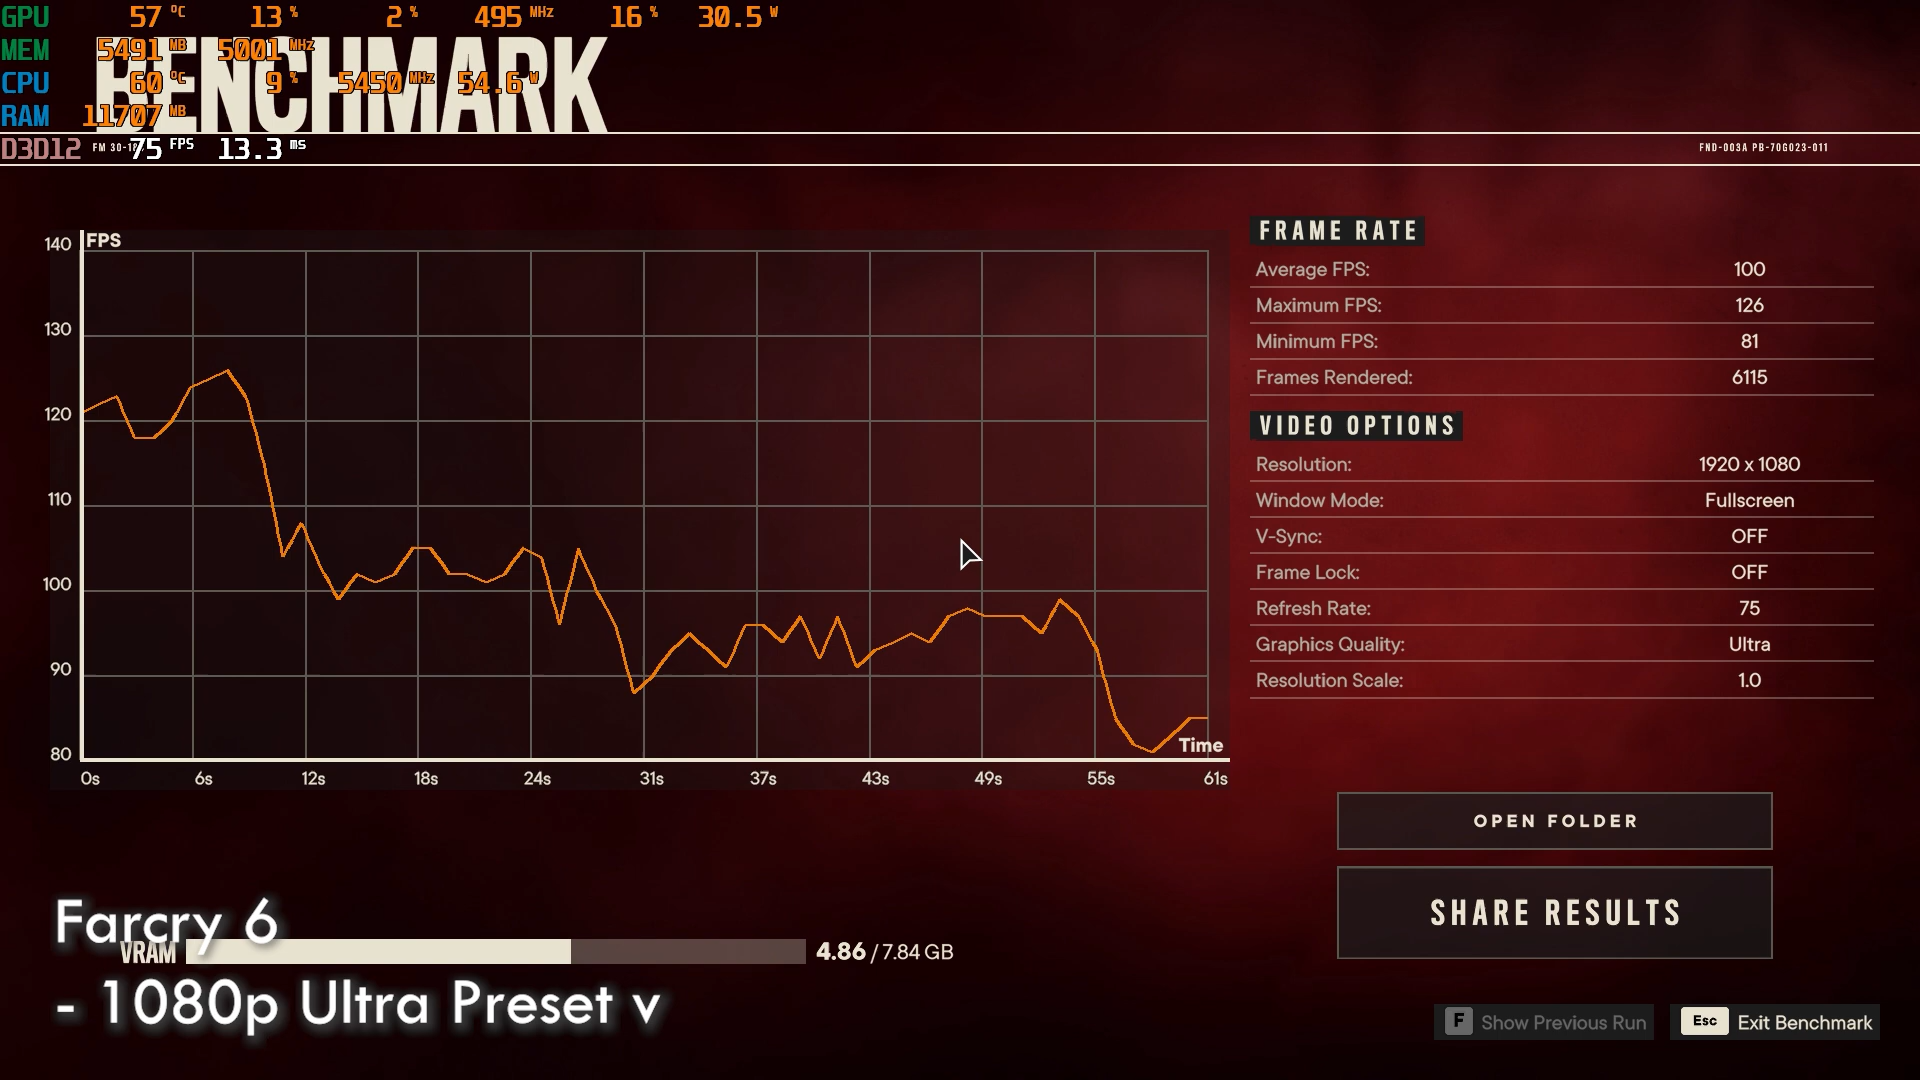 GPU 57 °C 13 % 2 % 495 MHz 16 % 30.5 W
MEM 5491 MB 5001 MHz
BENCHMARK
CPU 60 °C 9 % 5450 MHz 54.6 W
RAM 11707 MB
D3D12 FM 30-18 75 FPS 13.3 ms
FND-003A PB-70G023-011
FPS
140
130
120
110
100
90
80
Time
0s 6s 12s 18s 24s 31s 37s 43s 49s 55s 61s
FRAME RATE
Average FPS: 100
Maximum FPS: 126
Minimum FPS: 81
Frames Rendered: 6115
VIDEO OPTIONS
Resolution: 1920 x 1080
Window Mode: Fullscreen
V-Sync: OFF
Frame Lock: OFF
Refresh Rate: 75
Graphics Quality: Ultra
Resolution Scale: 1.0
OPEN FOLDER
SHARE RESULTS
Farcry 6
VRAM 4.86 / 7.84 GB
- 1080p Ultra Preset v
F Show Previous Run Esc Exit Benchmark